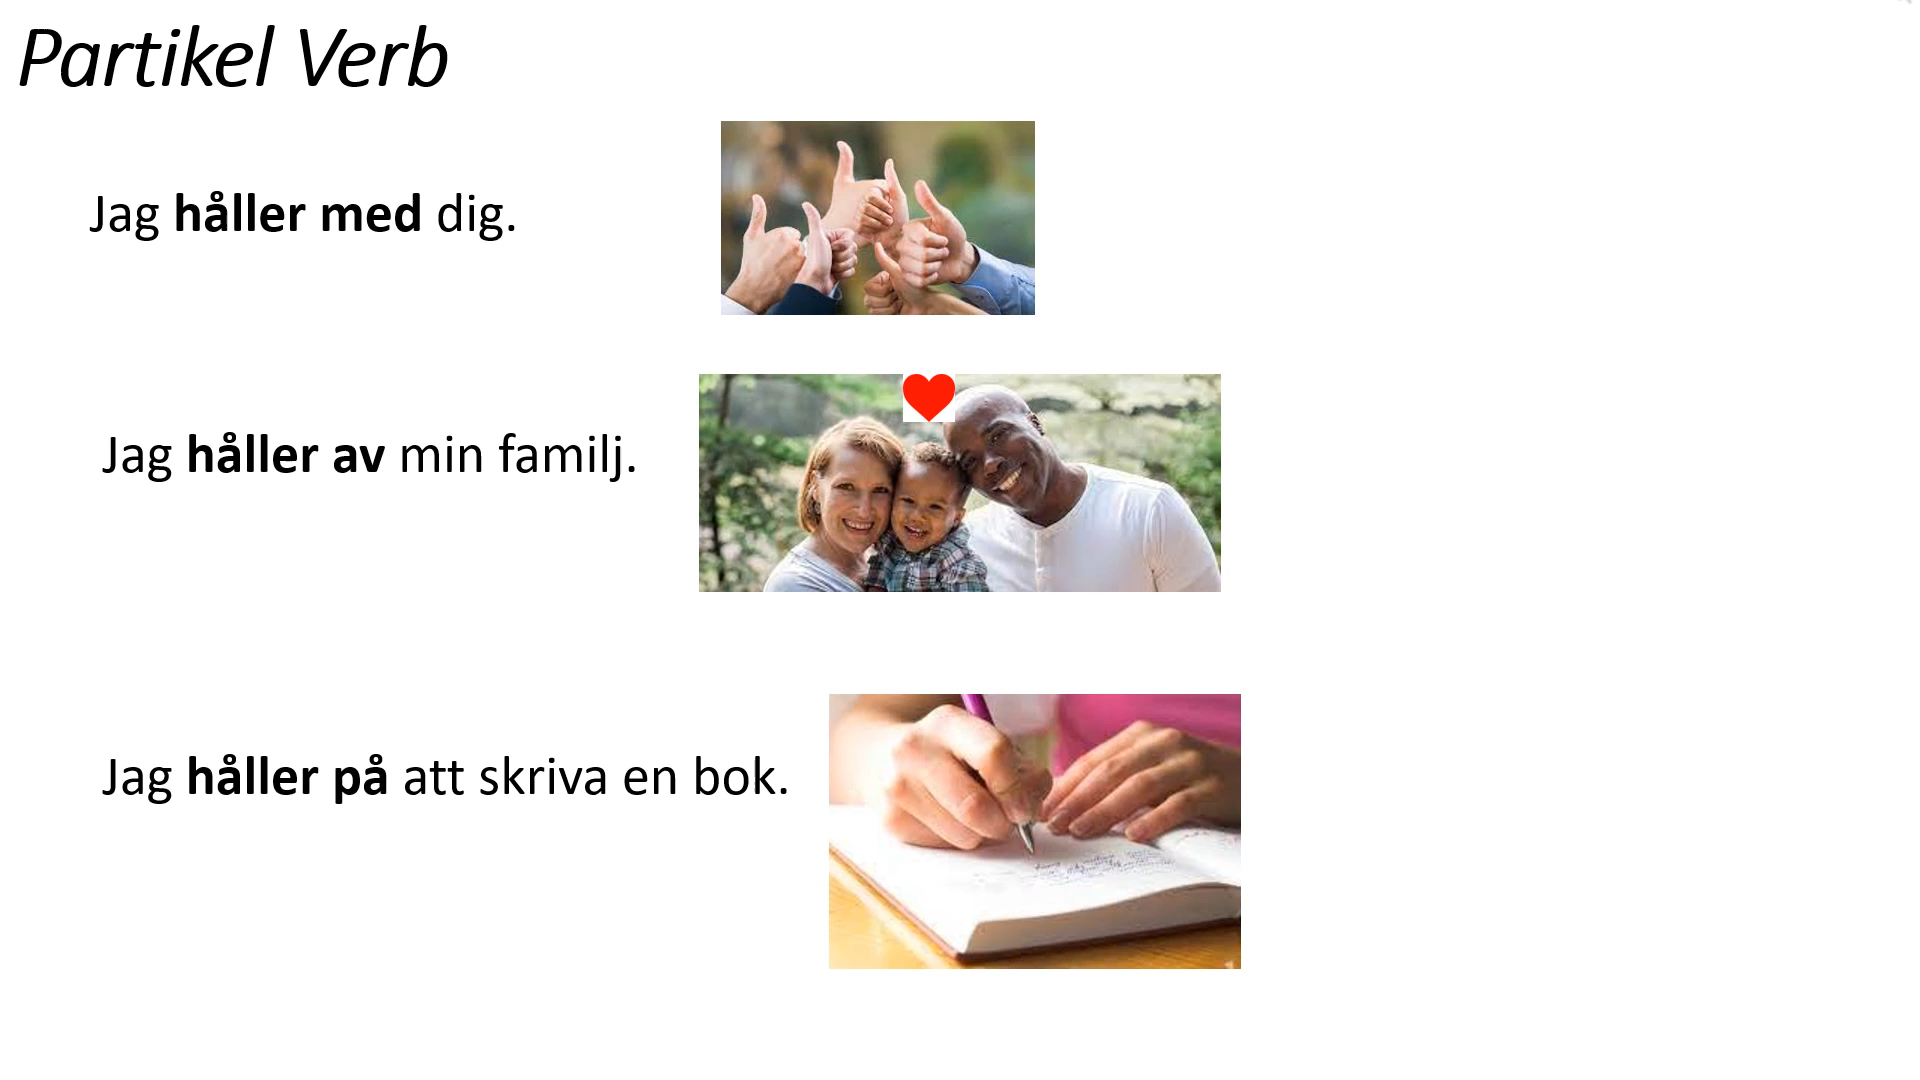 Partikel Verb
Jag håller med dig.
Jag håller av min familj.
Jag håller på att skriva en bok.